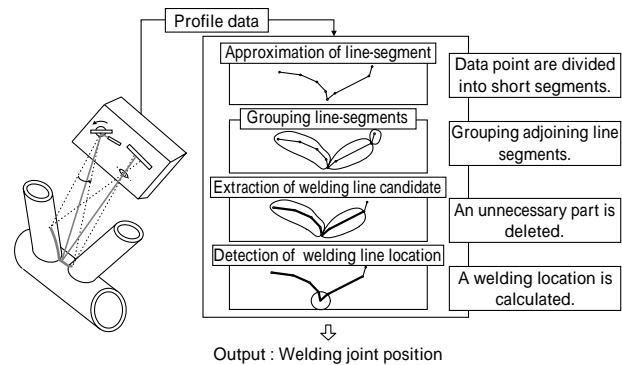 Profile data
Approximation of line-segment
Data point are divided
into short segments.
Grouping line-segments
Grouping adjoining line
segments.
Extraction of welding line candidate
An unnecessary part is
deleted.
Detection of welding line location
A welding location is
calculated.
Output : Welding joint position